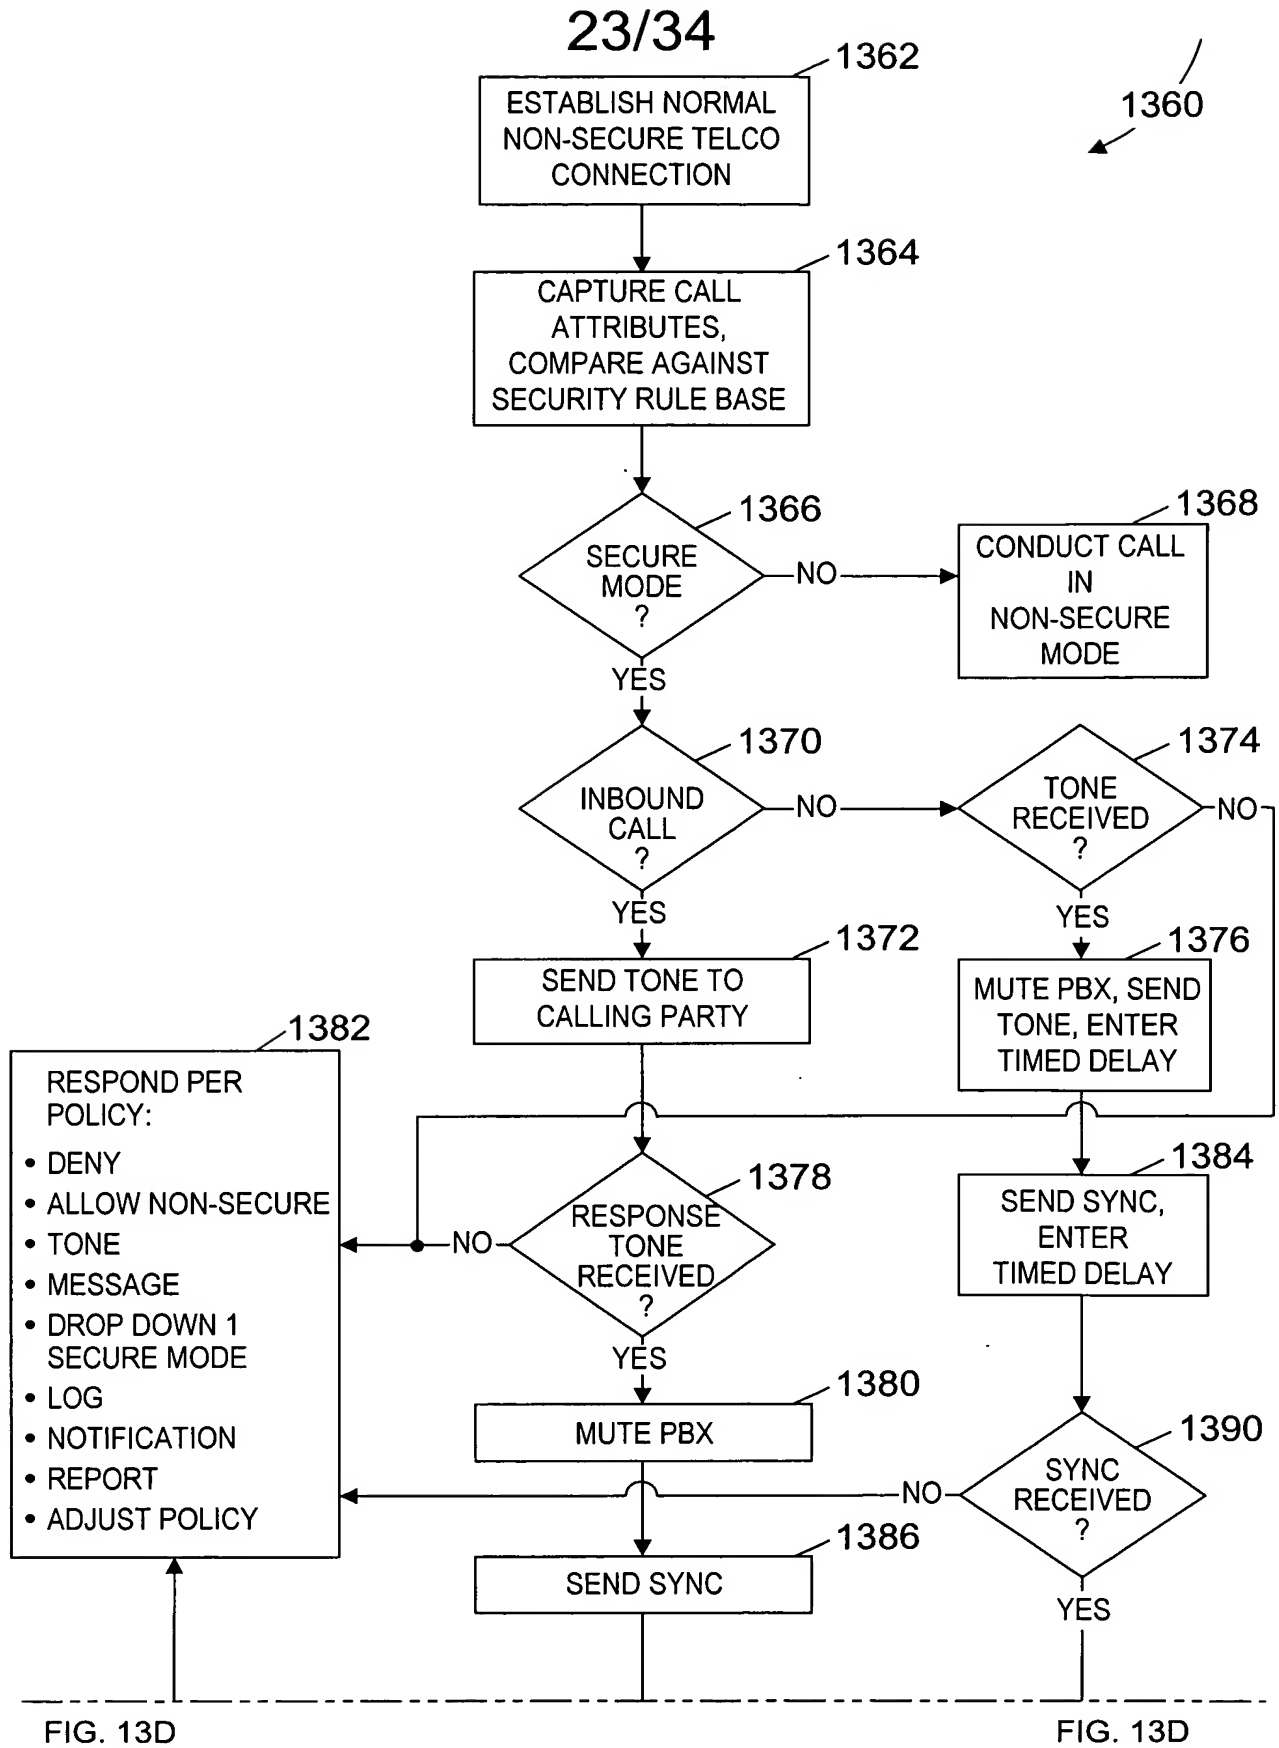 23/34
1362
ESTABLISH NORMAL
NON-SECURE TELCO
CONNECTION
1360
1364
CAPTURE CALL
ATTRIBUTES,
COMPARE AGAINST
SECURITY RULE BASE
1366
SECURE
MODE
?
NO
YES
1368
CONDUCT CALL
IN
NON-SECURE
MODE
1370
INBOUND
CALL
?
NO
YES
1374
TONE
RECEIVED
?
NO
YES
1372
SEND TONE TO
CALLING PARTY
1376
MUTE PBX, SEND
TONE, ENTER
TIMED DELAY
1382
RESPOND PER
POLICY:
• DENY
• ALLOW NON-SECURE
• TONE
• MESSAGE
• DROP DOWN 1
SECURE MODE
• LOG
• NOTIFICATION
• REPORT
• ADJUST POLICY
1378
RESPONSE
TONE
RECEIVED
?
NO
YES
1384
SEND SYNC,
ENTER
TIMED DELAY
1380
MUTE PBX
1390
SYNC
RECEIVED
?
NO
YES
1386
SEND SYNC
FIG. 13D
FIG. 13D